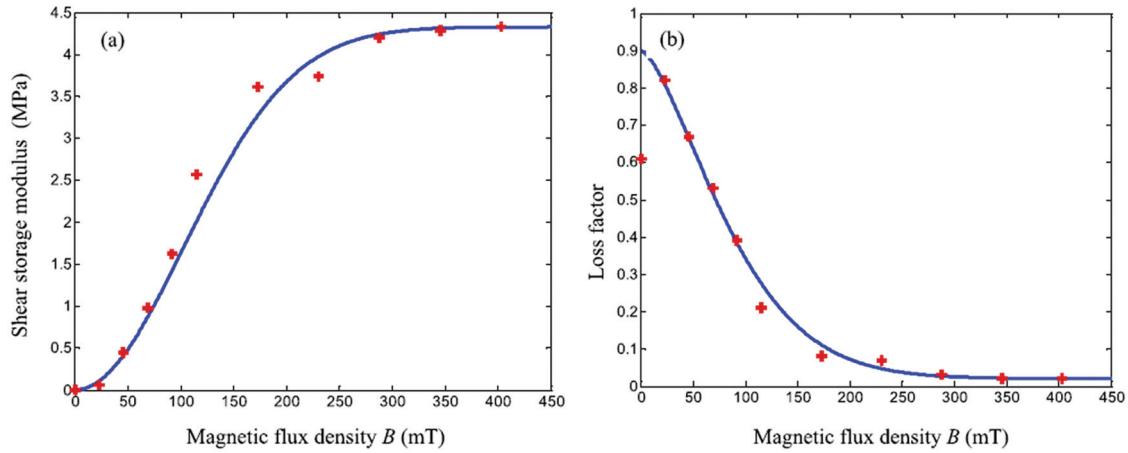 (a)
Shear storage modulus (MPa)
4.5
4
3.5
3
2.5
2
1.5
1
0.5
0
0 50 100 150 200 250 300 350 400 450
Magnetic flux density B (mT)
(b)
Loss factor
1
0.9
0.8
0.7
0.6
0.5
0.4
0.3
0.2
0.1
0
0 50 100 150 200 250 300 350 400 450
Magnetic flux density B (mT)